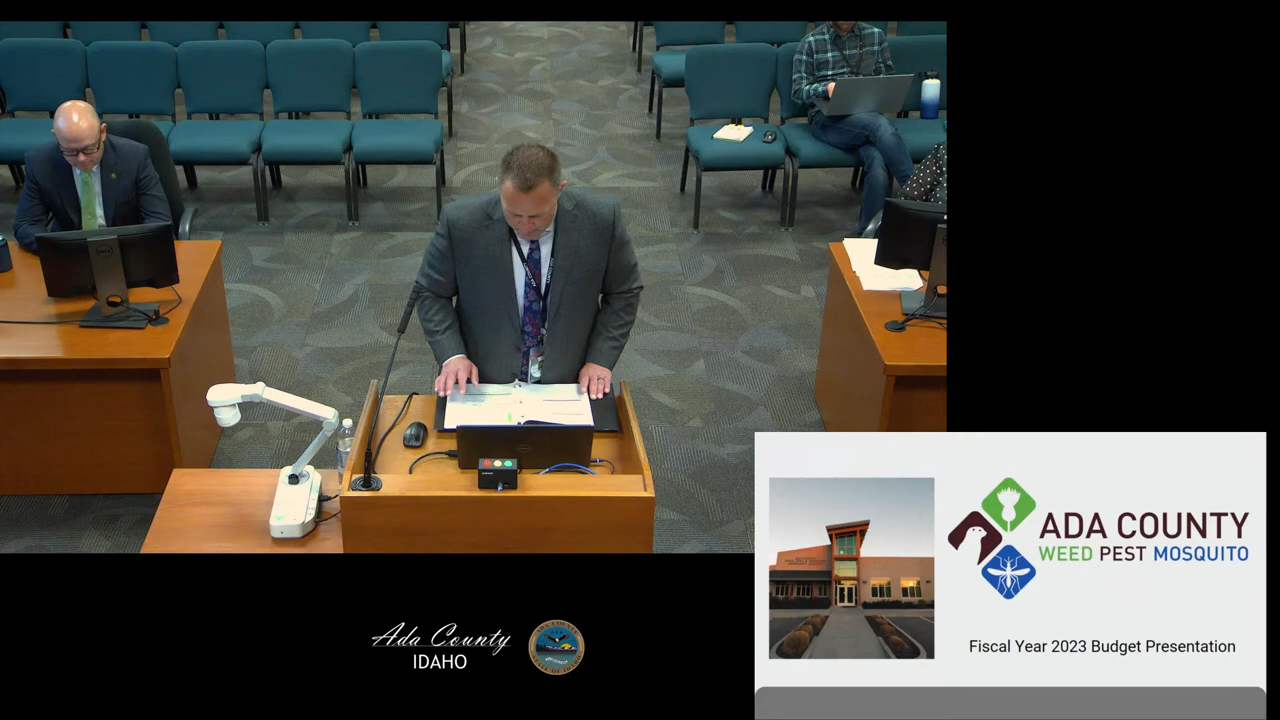 ADA COUNTY
WEED PEST MOSQUITO
Fiscal Year 2023 Budget Presentation
Ada County
IDAHO